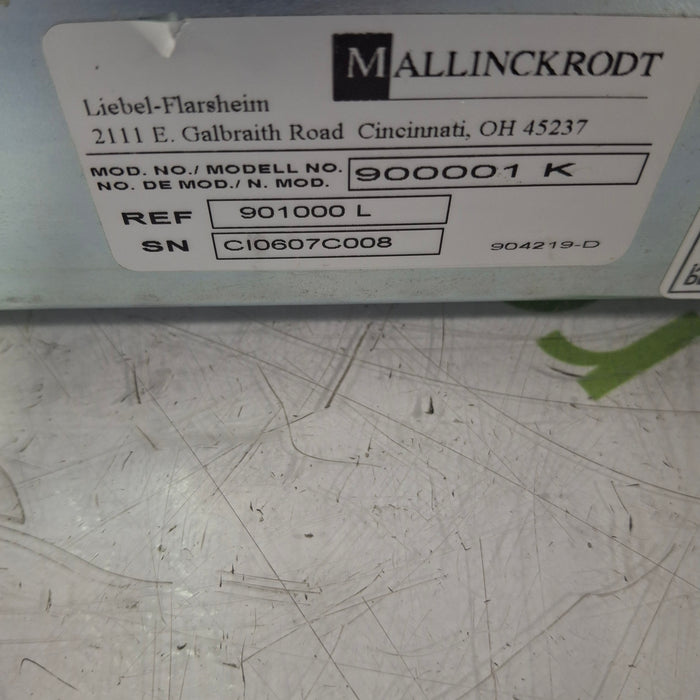 MALLINCKRODT
Liebel-Flarsheim
2111 E. Galbraith Road Cincinnati, OH 45237
MOD. NO./ MODELL NO. 900001 K
NO. DE MOD./ N. MOD.
REF 901000 L
SN CI0607C008 904219-D